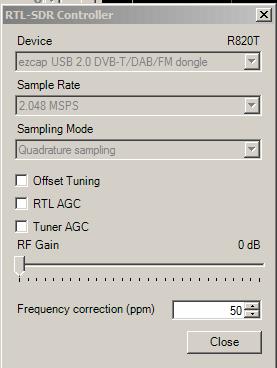 RTL-SDR Controller
Device R820T
ezcap USB 2.0 DVB-T/DAB/FM dongle
Sample Rate
2.048 MSPS
Sampling Mode
Quadrature sampling
Offset Tuning
RTL AGC
Tuner AGC
RF Gain 0 dB
Frequency correction (ppm) 50
Close